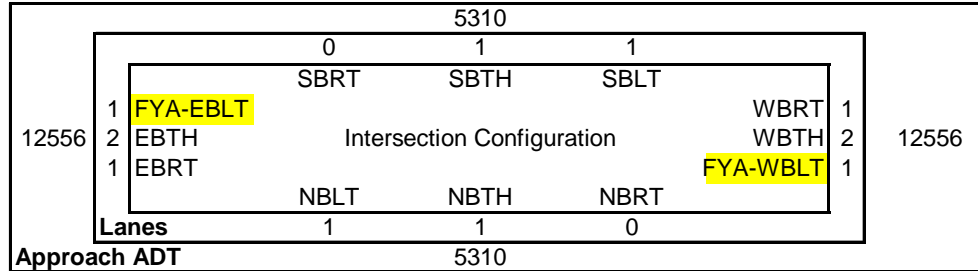 5310
0 1 1
SBRT SBTH SBLT
1 FYA-EBLT WBRT 1
12556 2 EBTH Intersection Configuration WBTH 2 12556
1 EBRT FYA-WBLT 1
NBLT NBTH NBRT
Lanes 1 1 0
Approach ADT 5310